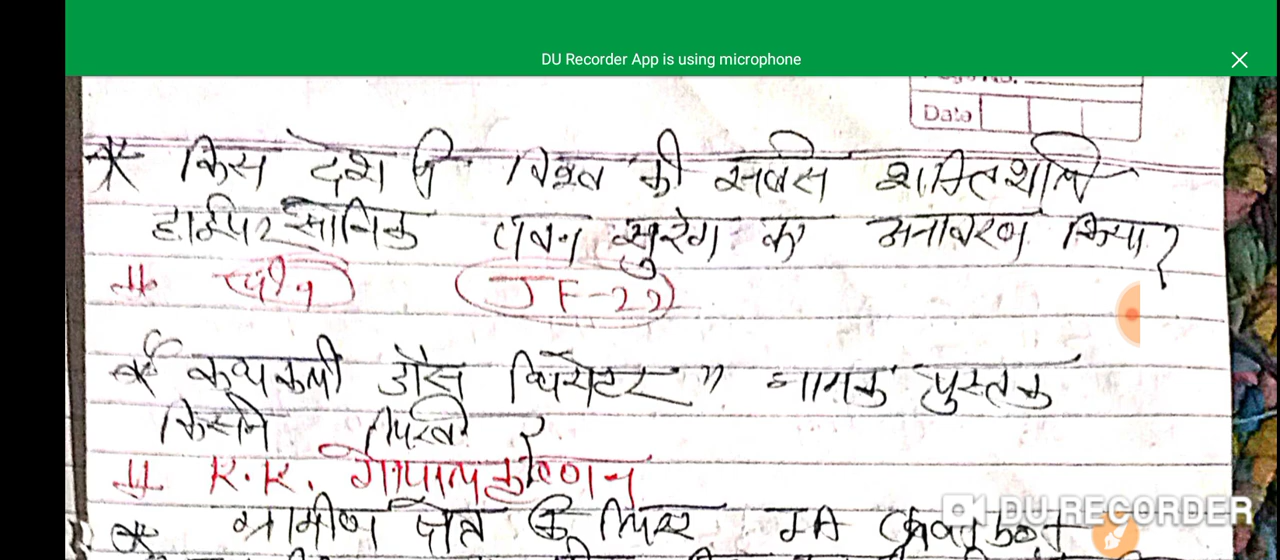 DU Recorder App is using microphone
Date
* किस देश ने विश्व की सबसे शक्तिशाली
हाईपरसोनिक पवन सुरंग का अनावरण किया?
चीन JF-22
* कथकली डांस थियेटर" नामक पुस्तक
किसने लिखी?
K.K. गोपालकृष्णन
* ग्रामीण क्षेत्र के लिए
DU RECORDER